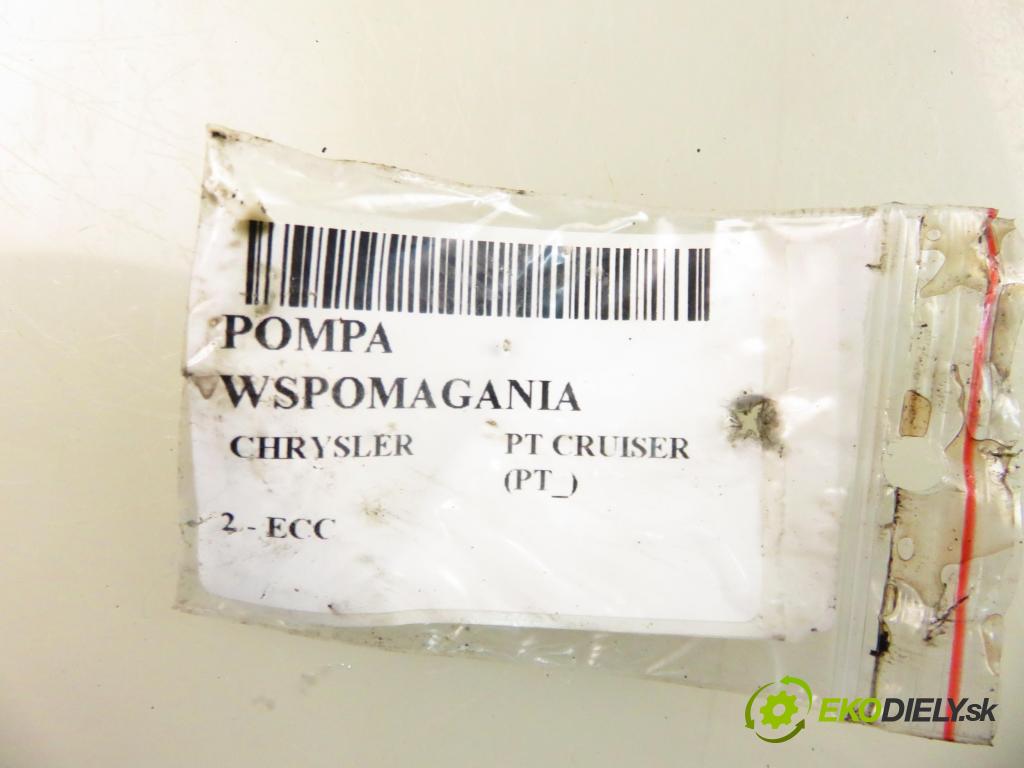 POMPA
WSPOMAGANIA
CHRYSLER PT CRUISER
(PT_)
2 - ECC
EKODIELY.sk